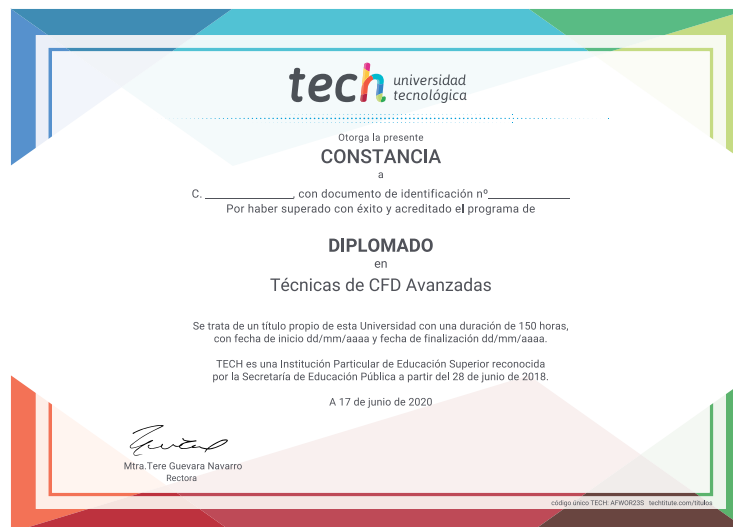 tech universidad
tecnológica
Otorga la presente
CONSTANCIA
a
C. ______________, con documento de identificación nº______________
Por haber superado con éxito y acreditado el programa de
DIPLOMADO
en
Técnicas de CFD Avanzadas
Se trata de un título propio de esta Universidad con una duración de 150 horas,
con fecha de inicio dd/mm/aaaa y fecha de finalización dd/mm/aaaa.
TECH es una Institución Particular de Educación Superior reconocida
por la Secretaría de Educación Pública a partir del 28 de junio de 2018.
A 17 de junio de 2020
Mtra.Tere Guevara Navarro
Rectora
código único TECH: AFWOR23S techtitute.com/titulos